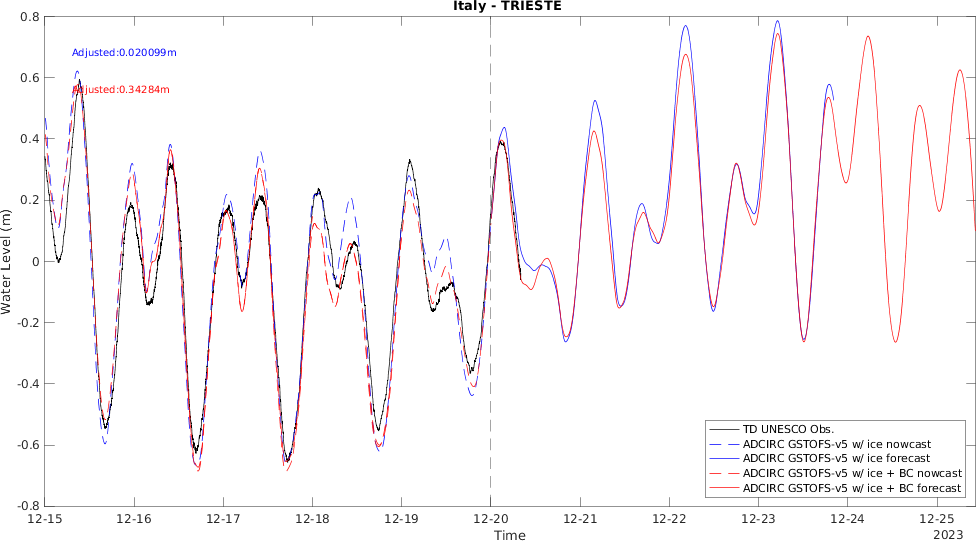 Italy - TRIESTE
Adjusted:0.020099m
Adjusted:0.34284m
Water Level (m)
0.8
0.6
0.4
0.2
0
-0.2
-0.4
-0.6
-0.8
TD UNESCO Obs.
ADCIRC GSTOFS-v5 w/ ice nowcast
ADCIRC GSTOFS-v5 w/ ice forecast
ADCIRC GSTOFS-v5 w/ ice + BC nowcast
ADCIRC GSTOFS-v5 w/ ice + BC forecast
12-15 12-16 12-17 12-18 12-19 12-20 12-21 12-22 12-23 12-24 12-25
Time
2023